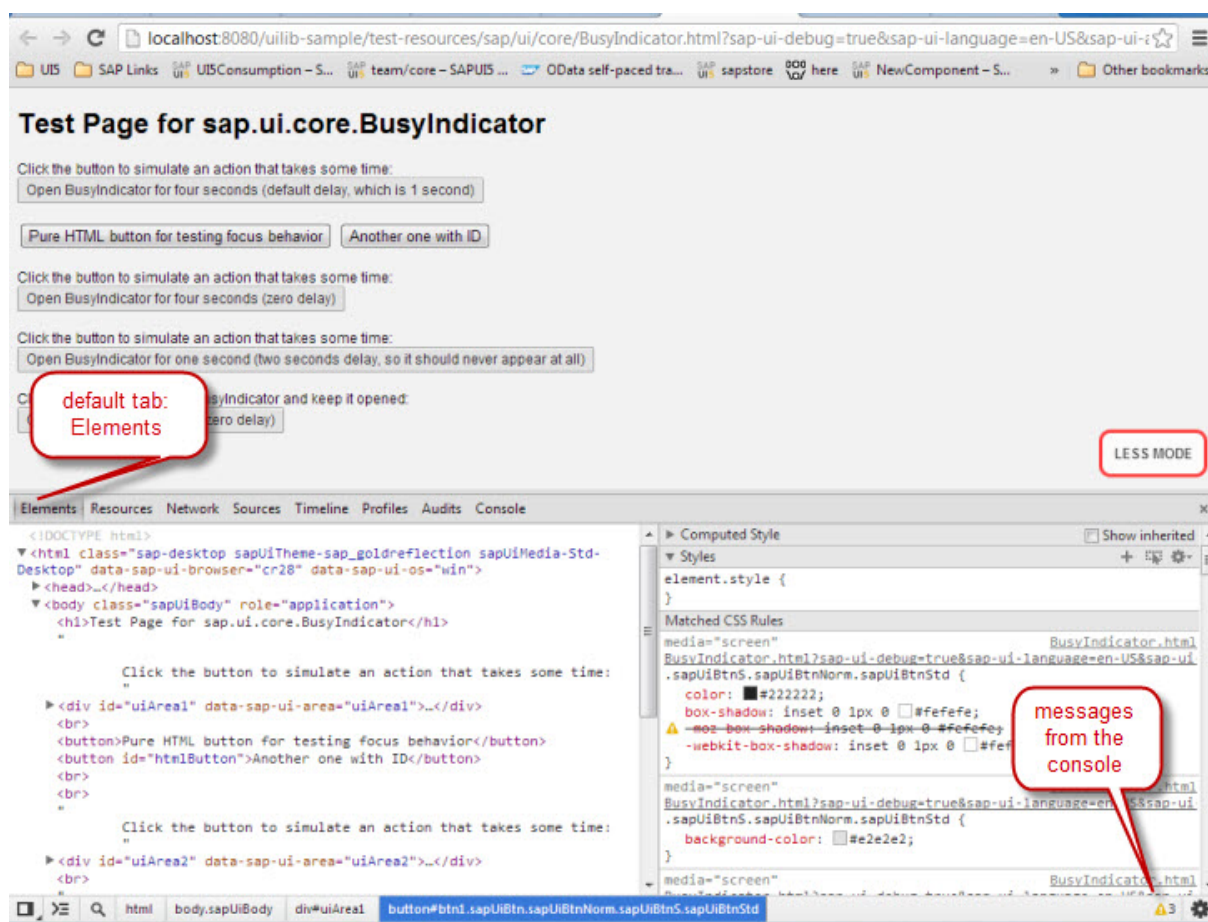 localhost:8080/uilib-sample/test-resources/sap/ui/core/BusyIndicator.html?sap-ui-debug=true&sap-ui-language=en-US&sap-ui-
UI5 SAP Links UI5Consumption – S... team/core – SAPUI5 ... OData self-paced tra... sapstore here NewComponent – S... » Other bookmarks
Test Page for sap.ui.core.BusyIndicator
Click the button to simulate an action that takes some time:
Open BusyIndicator for four seconds (default delay, which is 1 second)
Pure HTML button for testing focus behavior Another one with ID
Click the button to simulate an action that takes some time:
Open BusyIndicator for four seconds (zero delay)
Click the button to simulate an action that takes some time:
Open BusyIndicator for one second (two seconds delay, so it should never appear at all)
syIndicator and keep it opened:
zero delay)
default tab:
Elements
LESS MODE
Elements Resources Network Sources Timeline Profiles Audits Console
<!DOCTYPE html>
▼<html class="sap-desktop sapUiTheme-sap_goldreflection sapUiMedia-Std-
Desktop" data-sap-ui-browser="cr28" data-sap-ui-os="win">
▶<head>…</head>
▼<body class="sapUiBody" role="application">
<h1>Test Page for sap.ui.core.BusyIndicator</h1>
"
Click the button to simulate an action that takes some time:
"
▶<div id="uiArea1" data-sap-ui-area="uiArea1">…</div>
<br>
<button>Pure HTML button for testing focus behavior</button>
<button id="htmlButton">Another one with ID</button>
<br>
<br>
"
Click the button to simulate an action that takes some time:
"
▶<div id="uiArea2" data-sap-ui-area="uiArea2">…</div>
<br>
"
▶ Computed Style Show inherited
▼ Styles
element.style {
}
Matched CSS Rules
media="screen" BusyIndicator.html
BusyIndicator.html?sap-ui-debug=true&sap-ui-language=en-US&sap-ui
.sapUiBtnS.sapUiBtnNorm.sapUiBtnStd {
color: #222222;
box-shadow: inset 0 1px 0 #fefefe;
-moz-box-shadow: inset 0 1px 0 #fefefe;
-webkit-box-shadow: inset 0 1px 0 #fef
}
messages
from the
console
media="screen" .html
BusyIndicator.html?sap-ui-debug=true&sap-ui-language=en-US&sap-ui
.sapUiBtnS.sapUiBtnNorm.sapUiBtnStd {
background-color: #e2e2e2;
}
media="screen" BusyIndicator.html
html body.sapUiBody div#uiArea1 button#btn1.sapUiBtn.sapUiBtnNorm.sapUiBtnS.sapUiBtnStd 3